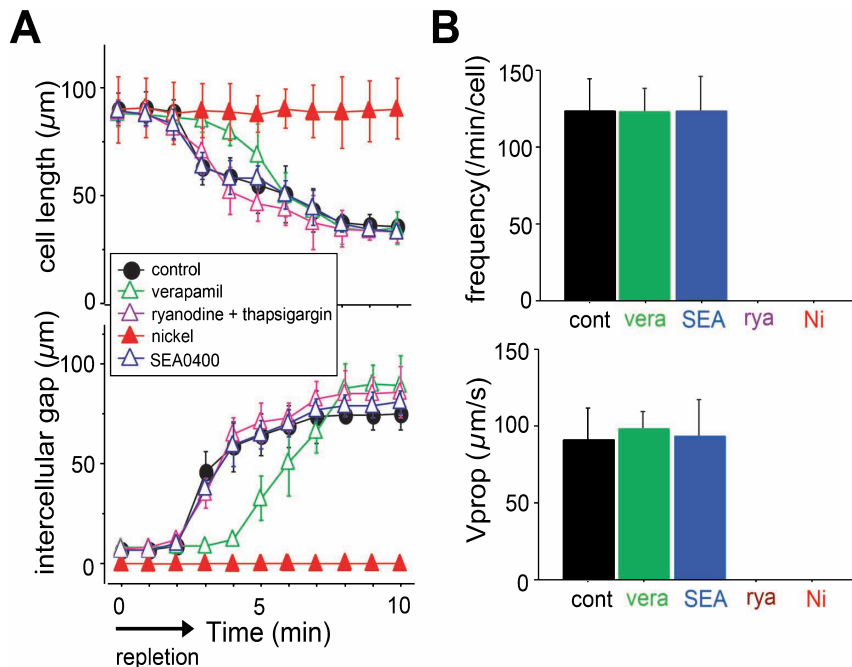 A
cell length (µm)
100
50
0
control
verapamil
ryanodine + thapsigargin
nickel
SEA0400
intercellular gap (µm)
100
50
0
0 5 10
Time (min)
repletion
B
frequency(/min/cell)
150
100
50
0
cont vera SEA rya Ni
Vprop (µm/s)
150
100
50
0
cont vera SEA rya Ni